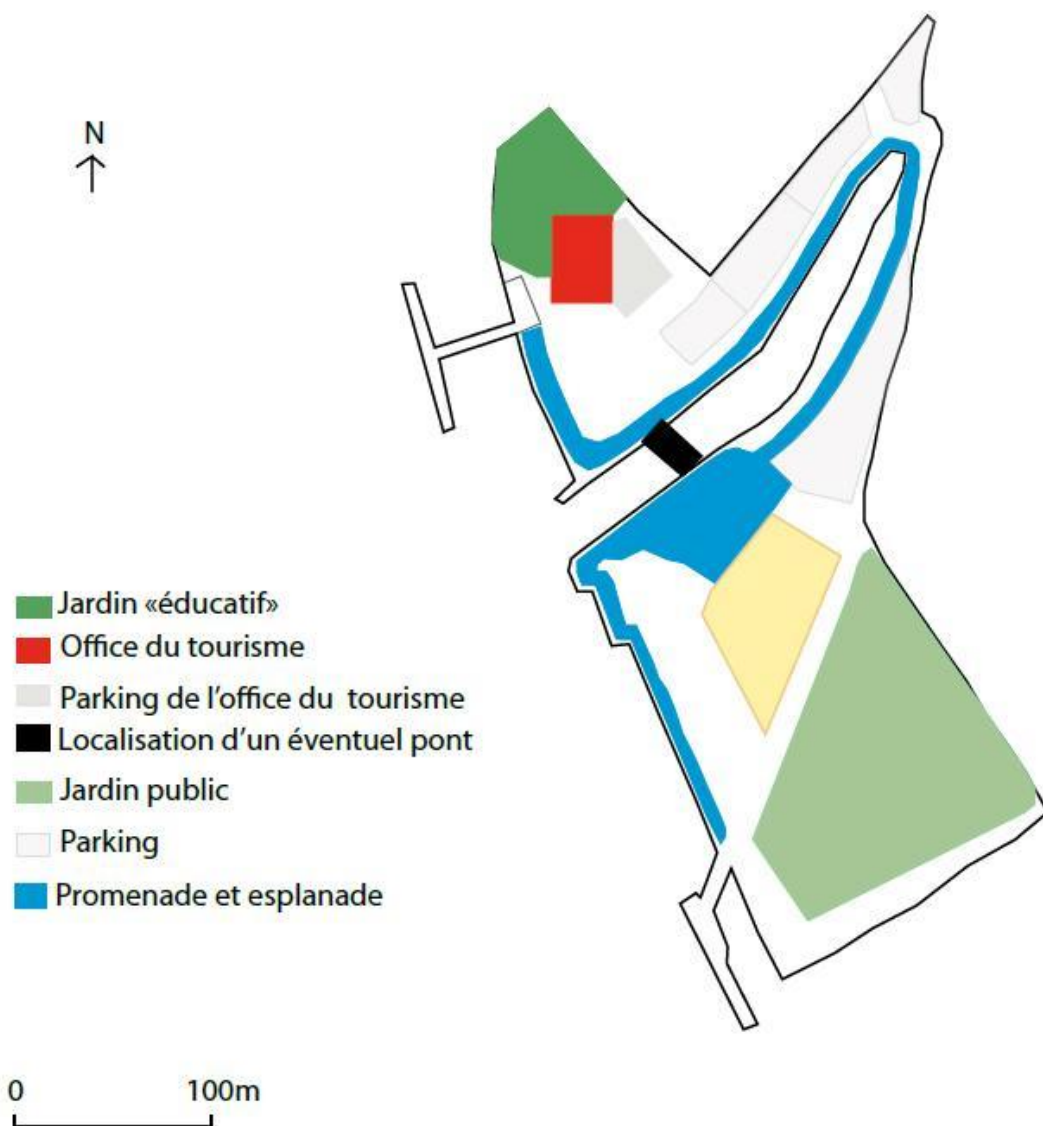 N
Jardin «éducatif»
Office du tourisme
Parking de l'office du tourisme
Localisation d'un éventuel pont
Jardin public
Parking
Promenade et esplanade
0 100m